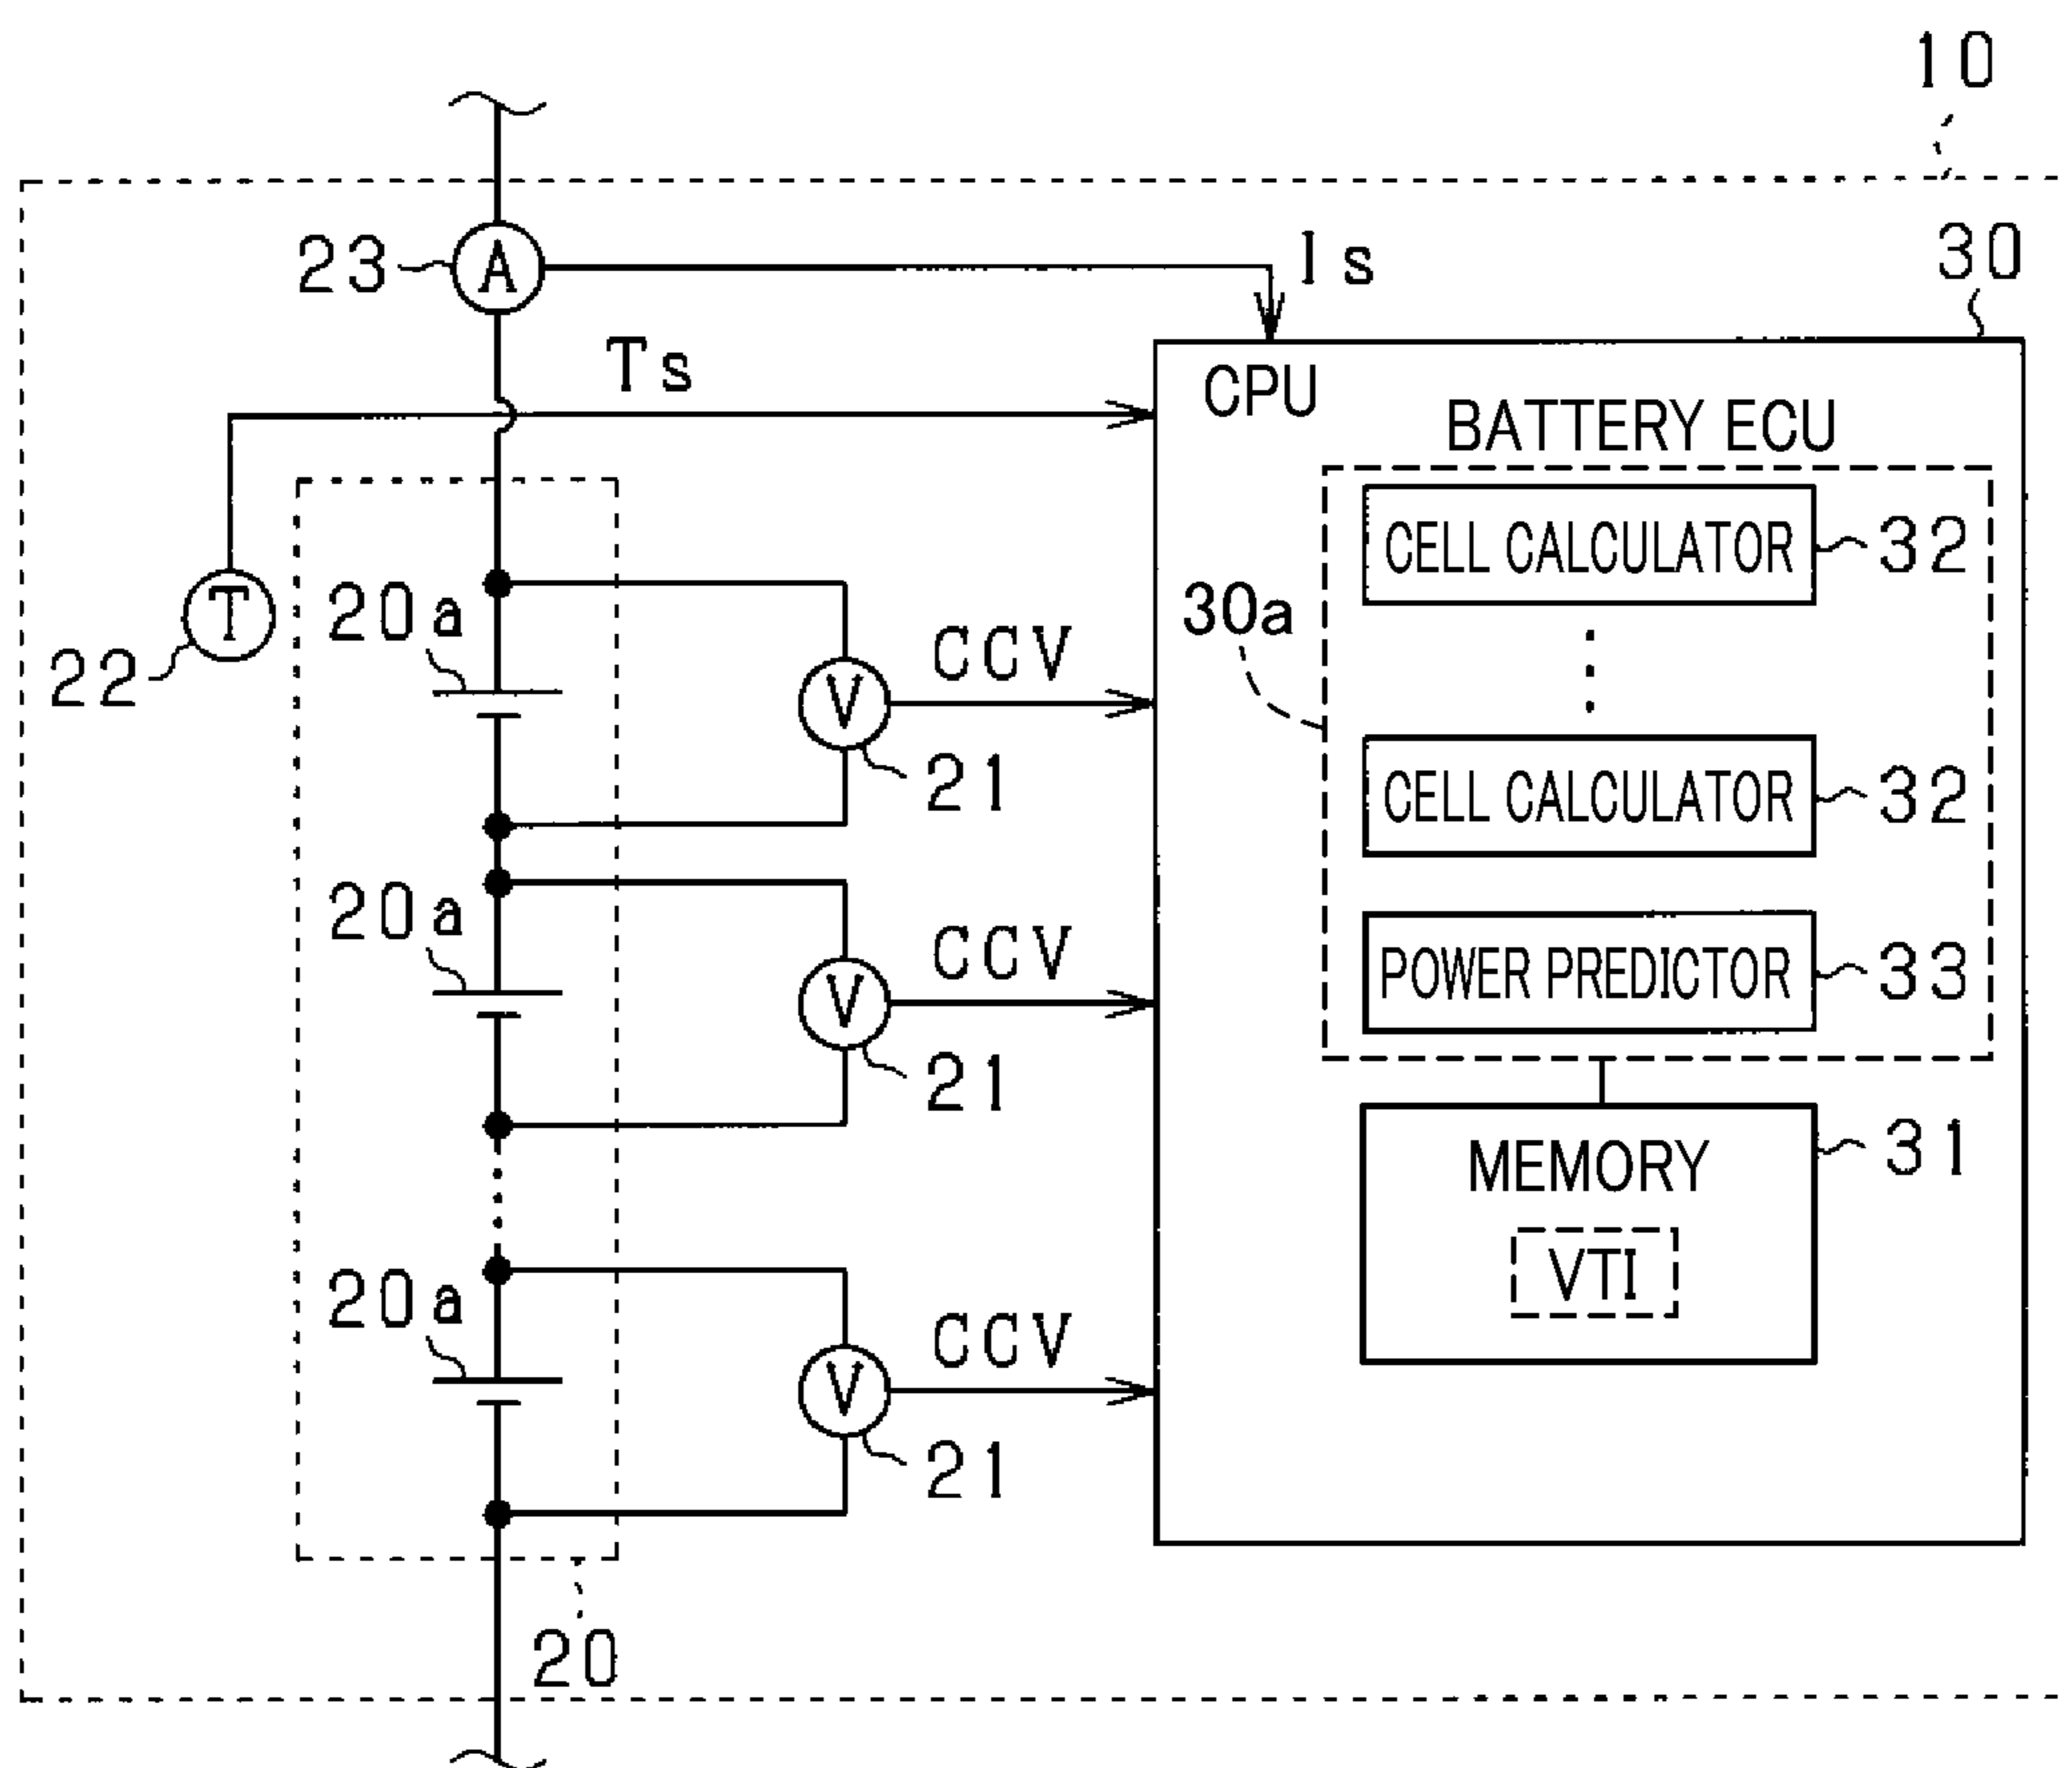 10
23
A
Is
30
Ts
CPU
BATTERY ECU
CELL CALCULATOR
32
30a
T
22
20a
V
CCV
21
CELL CALCULATOR
32
20a
V
CCV
21
POWER PREDICTOR
33
MEMORY
31
VTI
20a
V
CCV
21
20